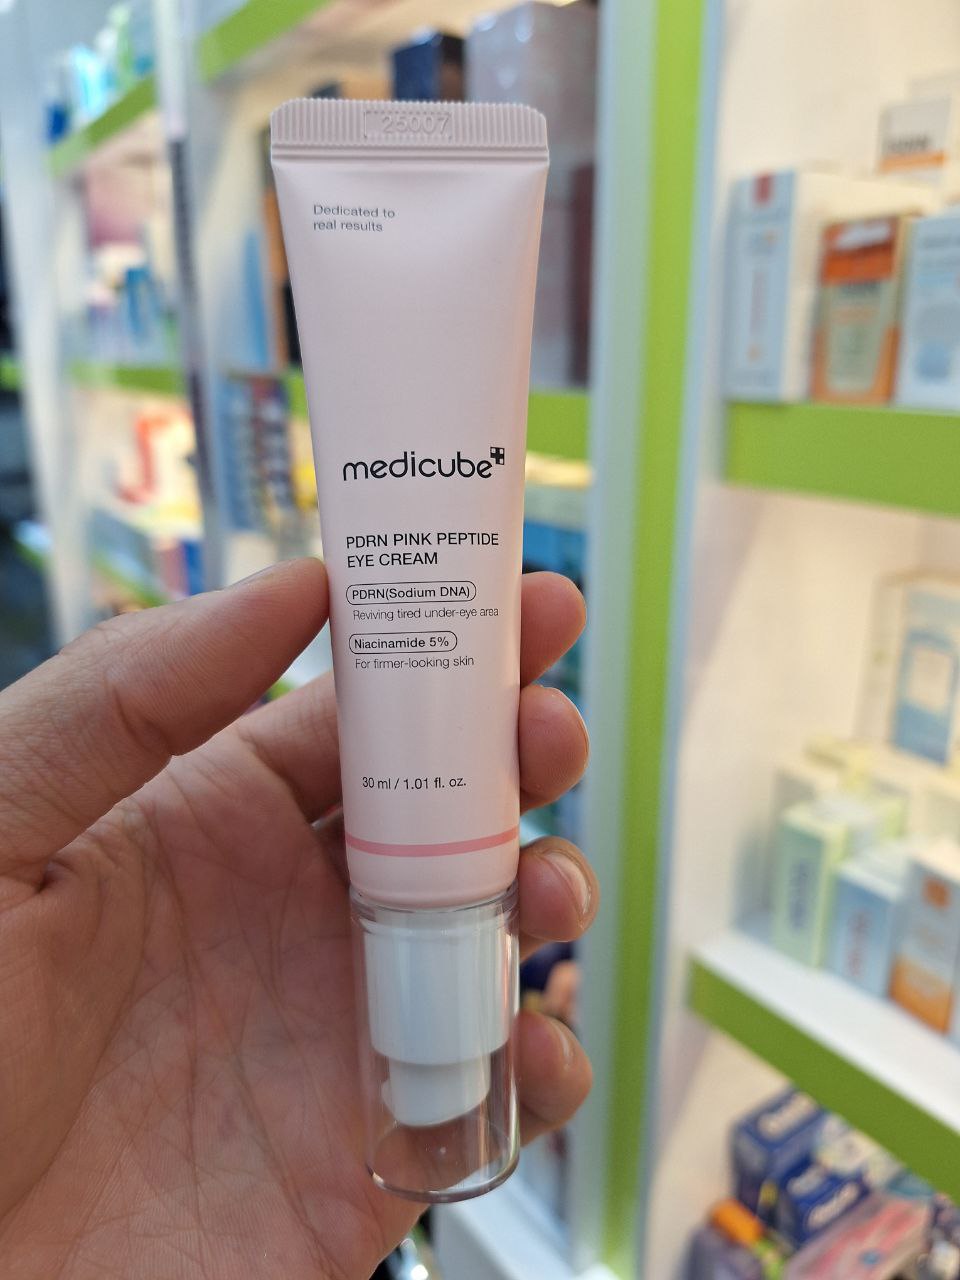 25007
Dedicated to
real results
medicube
PDRN PINK PEPTIDE
EYE CREAM
PDRN(Sodium DNA)
Reviving tired under-eye area
Niacinamide 5%
For firmer-looking skin
30 ml / 1.01 fl. oz.